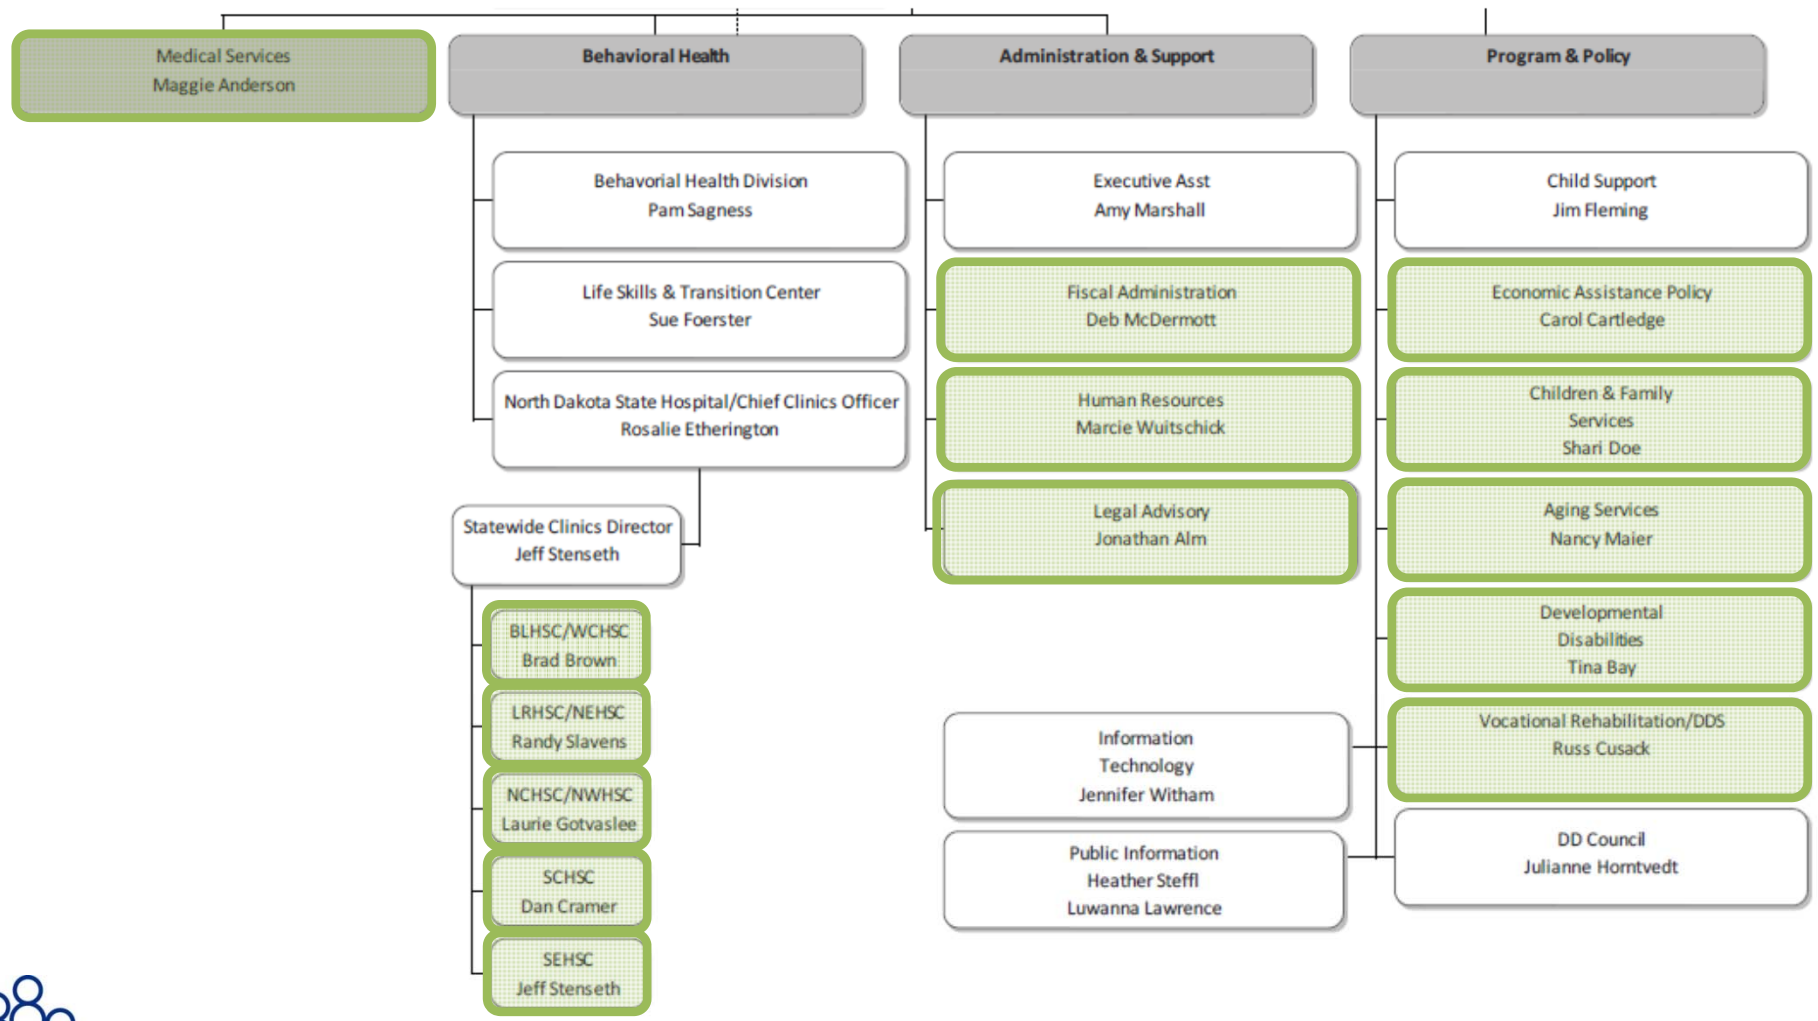 Medical Services
Maggie Anderson
Behavioral Health
Administration & Support
Program & Policy
Behavorial Health Division
Pam Sagness
Life Skills & Transition Center
Sue Foerster
North Dakota State Hospital/Chief Clinics Officer
Rosalie Etherington
Statewide Clinics Director
Jeff Stenseth
BLHSC/WCHSC
Brad Brown
LRHSC/NEHSC
Randy Slavens
NCHSC/NWHSC
Laurie Gotvaslee
SCHSC
Dan Cramer
SEHSC
Jeff Stenseth
Executive Asst
Amy Marshall
Fiscal Administration
Deb McDermott
Human Resources
Marcie Wuitschick
Legal Advisory
Jonathan Alm
Child Support
Jim Fleming
Economic Assistance Policy
Carol Cartledge
Children & Family
Services
Shari Doe
Aging Services
Nancy Maier
Developmental
Disabilities
Tina Bay
Vocational Rehabilitation/DDS
Russ Cusack
Information
Technology
Jennifer Witham
Public Information
Heather Steffl
Luwanna Lawrence
DD Council
Julianne Horntvedt